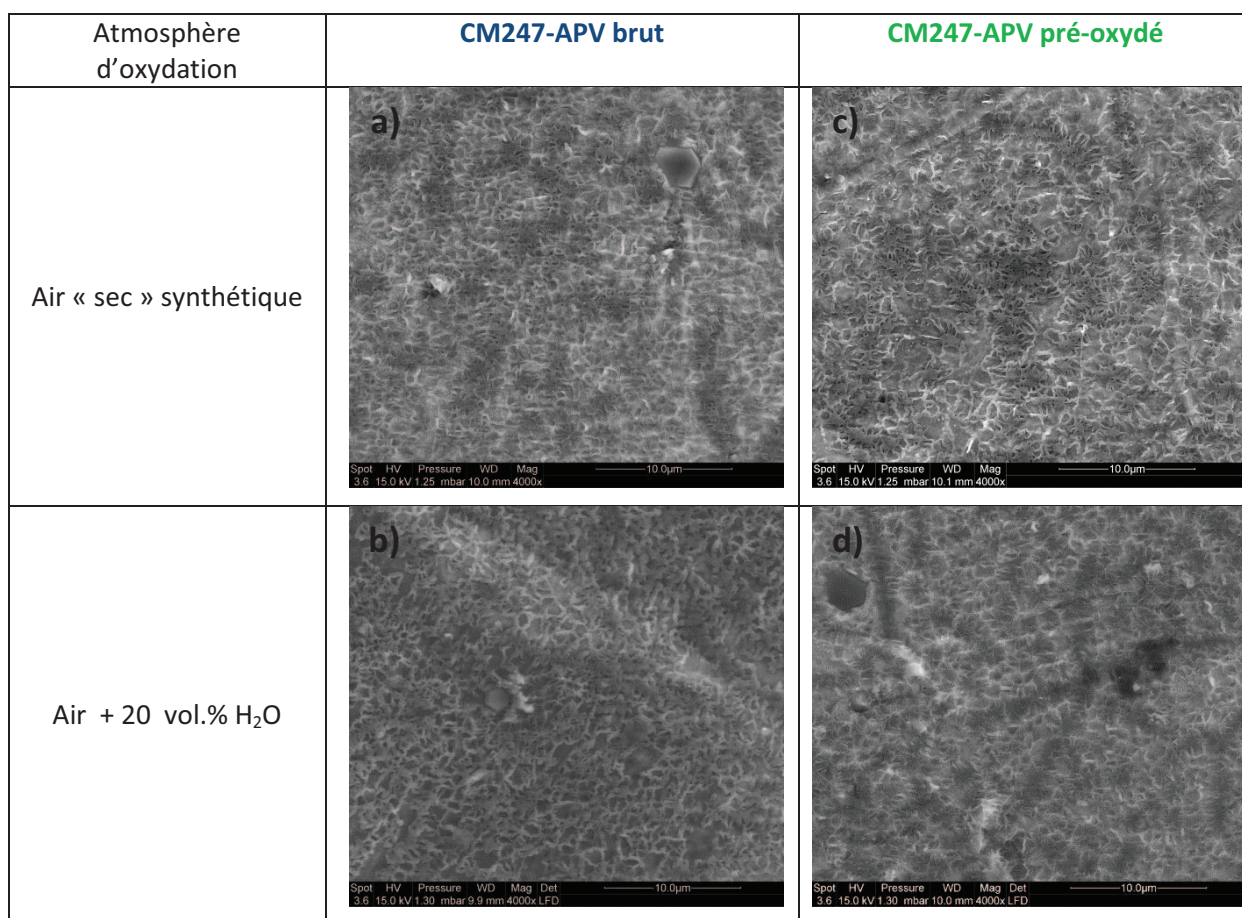 Atmosphère
d’oxydation
CM247-APV brut
CM247-APV pré-oxydé
Air « sec » synthétique
a)
Spot HV Pressure WD Mag 10.0µm
3.6 15.0 kV 1.25 mbar 10.0 mm 4000x
c)
Spot HV Pressure WD Mag 10.0µm
3.6 15.0 kV 1.25 mbar 10.1 mm 4000x
Air + 20 vol.% H₂O
b)
Spot HV Pressure WD Mag Det 10.0µm
3.6 15.0 kV 1.30 mbar 9.9 mm 4000x LFD
d)
Spot HV Pressure WD Mag Det 10.0µm
3.6 15.0 kV 1.30 mbar 10.0 mm 4000x LFD